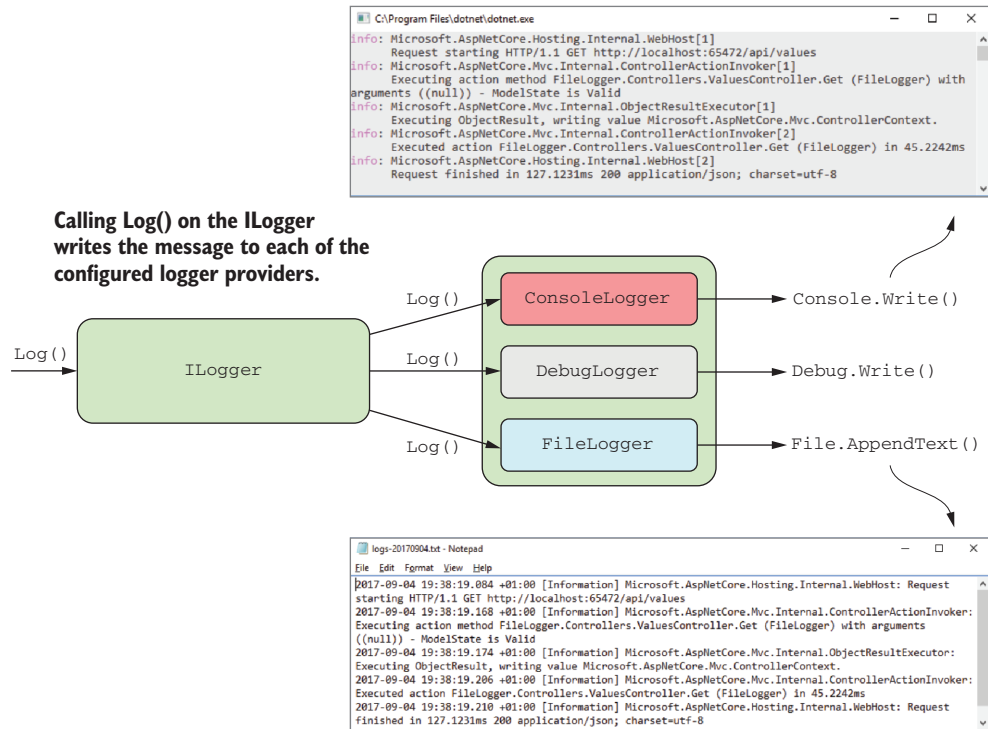 C:\Program Files\dotnet\dotnet.exe
info: Microsoft.AspNetCore.Hosting.Internal.WebHost[1]
Request starting HTTP/1.1 GET http://localhost:65472/api/values
info: Microsoft.AspNetCore.Mvc.Internal.ControllerActionInvoker[1]
Executing action method FileLogger.Controllers.ValuesController.Get (FileLogger) with
arguments ((null)) - ModelState is Valid
info: Microsoft.AspNetCore.Mvc.Internal.ObjectResultExecutor[1]
Executing ObjectResult, writing value Microsoft.AspNetCore.Mvc.ControllerContext.
info: Microsoft.AspNetCore.Mvc.Internal.ControllerActionInvoker[2]
Executed action FileLogger.Controllers.ValuesController.Get (FileLogger) in 45.2242ms
info: Microsoft.AspNetCore.Hosting.Internal.WebHost[2]
Request finished in 127.1231ms 200 application/json; charset=utf-8
Calling Log() on the ILogger
writes the message to each of the
configured logger providers.
Log()
ILogger
Log()
ConsoleLogger
Console.Write()
Log()
DebugLogger
Debug.Write()
Log()
FileLogger
File.AppendText()
logs-20170904.txt - Notepad
File Edit Format View Help
2017-09-04 19:38:19.084 +01:00 [Information] Microsoft.AspNetCore.Hosting.Internal.WebHost: Request
starting HTTP/1.1 GET http://localhost:65472/api/values
2017-09-04 19:38:19.168 +01:00 [Information] Microsoft.AspNetCore.Mvc.Internal.ControllerActionInvoker:
Executing action method FileLogger.Controllers.ValuesController.Get (FileLogger) with arguments
((null)) - ModelState is Valid
2017-09-04 19:38:19.174 +01:00 [Information] Microsoft.AspNetCore.Mvc.Internal.ObjectResultExecutor:
Executing ObjectResult, writing value Microsoft.AspNetCore.Mvc.ControllerContext.
2017-09-04 19:38:19.206 +01:00 [Information] Microsoft.AspNetCore.Mvc.Internal.ControllerActionInvoker:
Executed action FileLogger.Controllers.ValuesController.Get (FileLogger) in 45.2242ms
2017-09-04 19:38:19.210 +01:00 [Information] Microsoft.AspNetCore.Hosting.Internal.WebHost: Request
finished in 127.1231ms 200 application/json; charset=utf-8